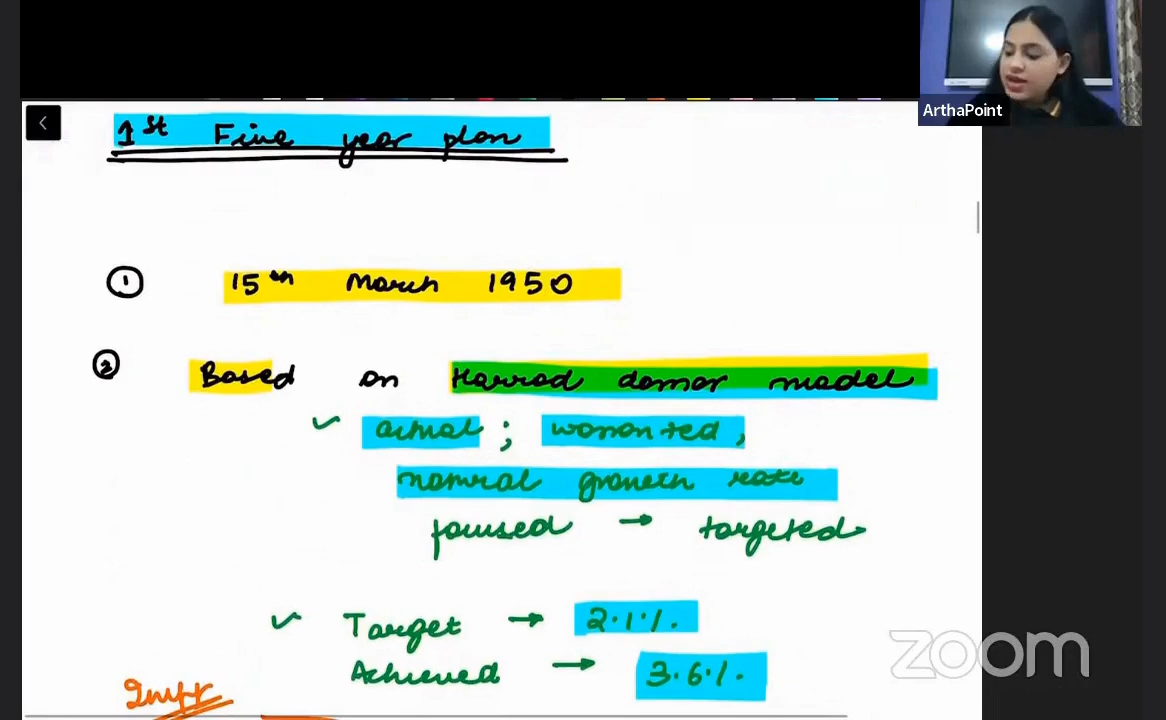 ArthaPoint
1st Five year plan
① 15th March 1950
② Based on Harrod domar model
✓ actual ; warranted,
natural growth rate
focused → targeted
✓ Target → 2.1%.
Achieved → 3.6%.
zoom